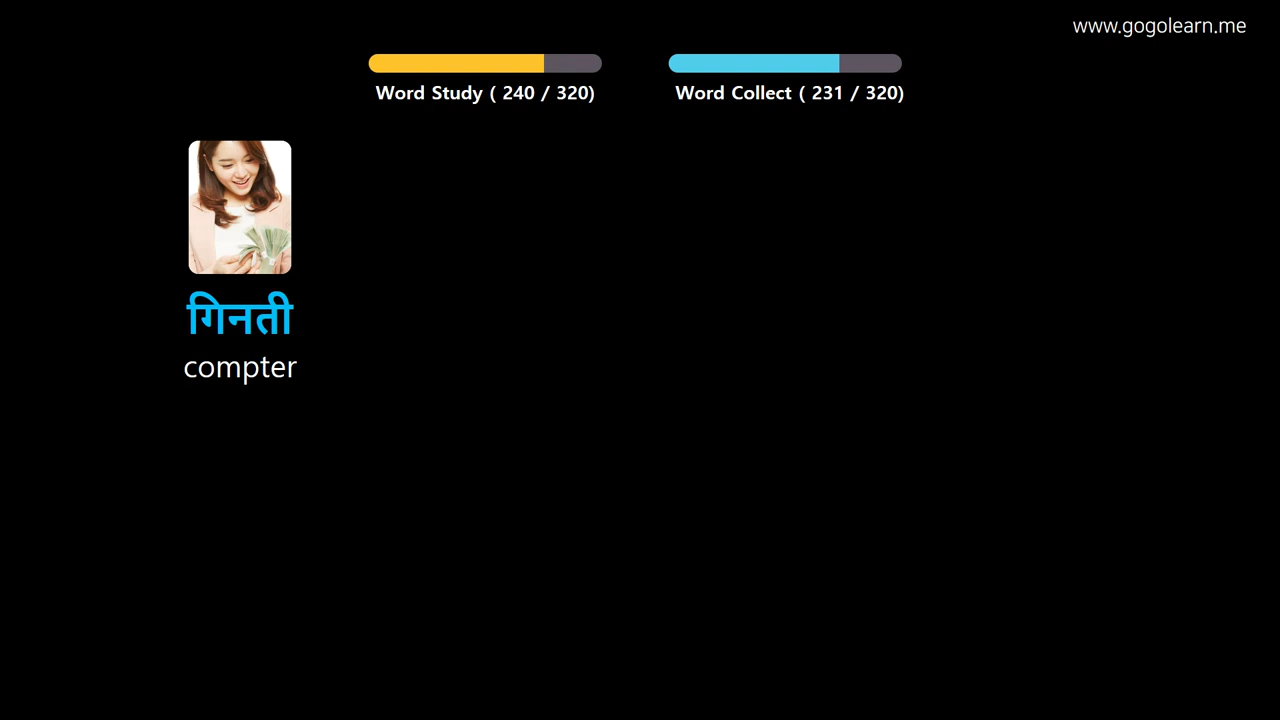 www.gogolearn.me
Word Study ( 240 / 320)
Word Collect ( 231 / 320)
गिनती
compter